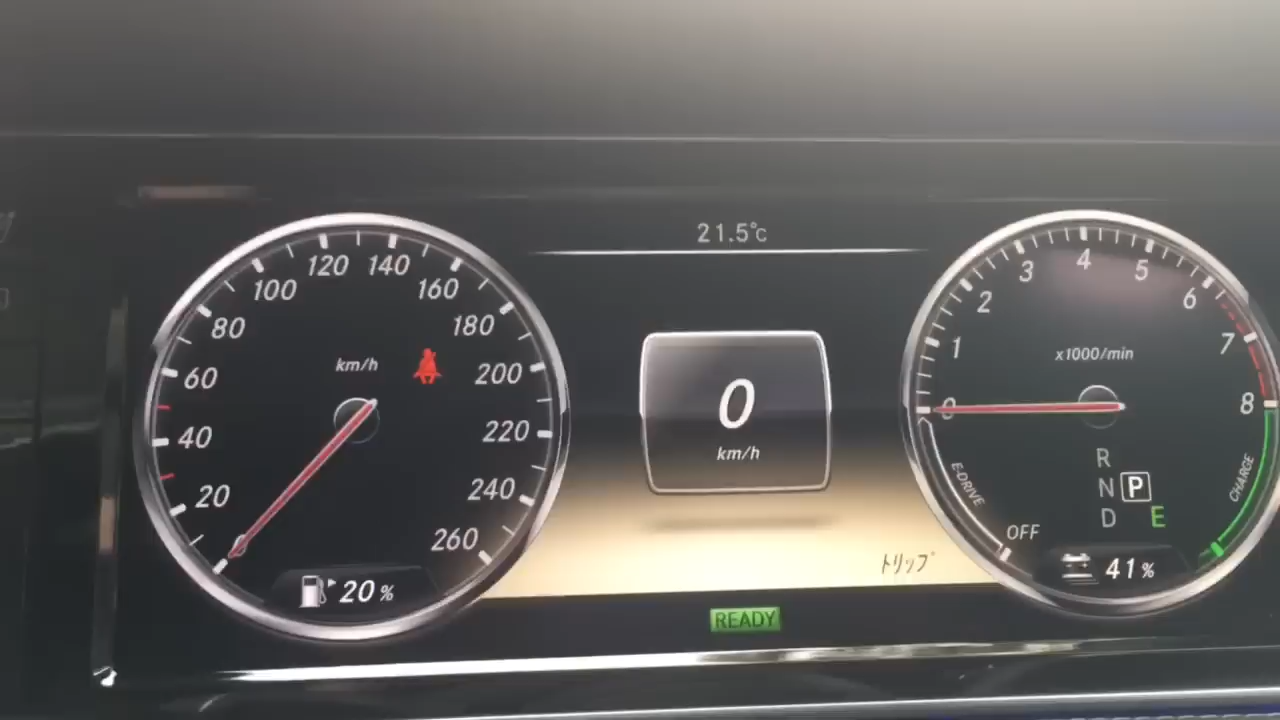 21.5℃
0
20
40
60
80
100
120
140
160
180
200
220
240
260
km/h
20%
0
km/h
トリップ
READY
0
1
2
3
4
5
6
7
8
x1000/min
R
N P
D E
E-DRIVE
OFF
CHARGE
41%